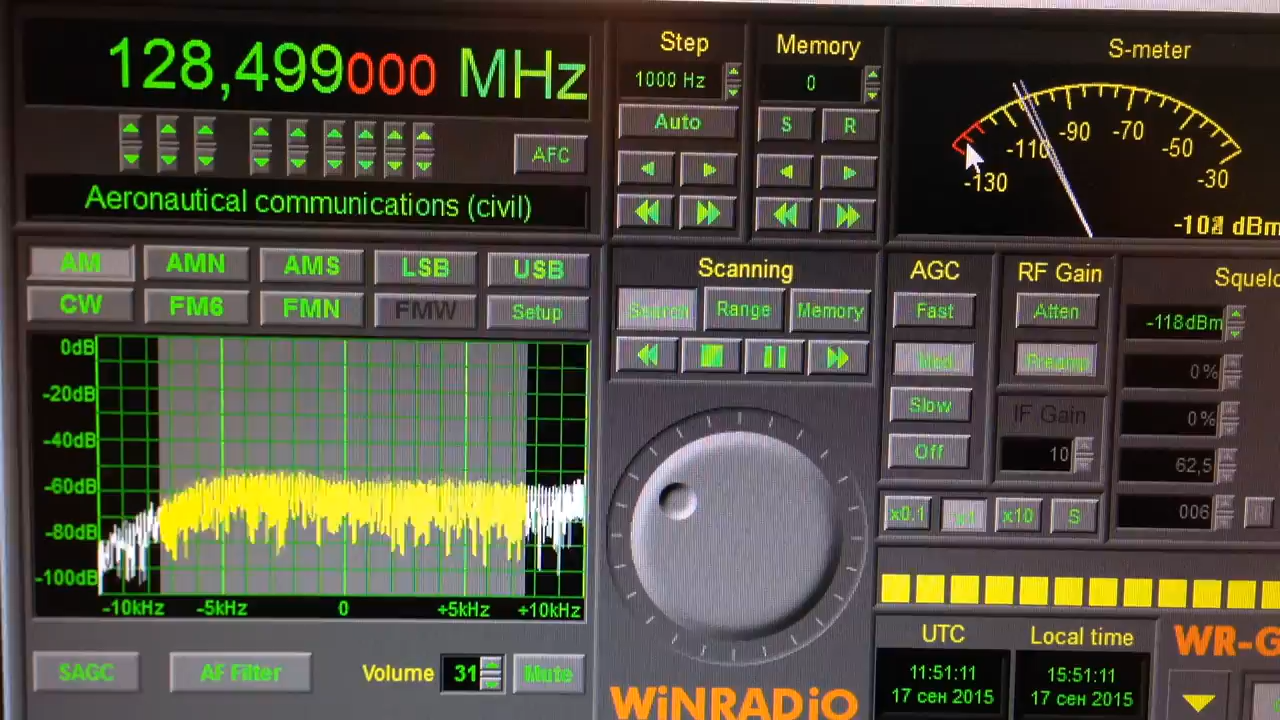 128,499000 MHz
AFC
Aeronautical communications (civil)
Step
1000 Hz
Auto
Memory
0
S R
S-meter
-130 -110 -90 -70 -50 -30
dBm
AM AMN AMS LSB USB
CW FM6 FMN FMW Setup
0dB
-20dB
-40dB
-60dB
-80dB
-100dB
-10kHz -5kHz 0 +5kHz +10kHz
SAGC AF Filter Volume 31 Mute
Scanning
Search Range Memory
WiNRADiO
AGC
Fast
Med
Slow
Off
RF Gain
Atten
Preamp
IF Gain
10
x0.1 x1 x10 S
Squelc
-118dBm
0 %
0 %
62,5
006 R
UTC
11:51:11
17 сен 2015
Local time
15:51:11
17 сен 2015
WR-G